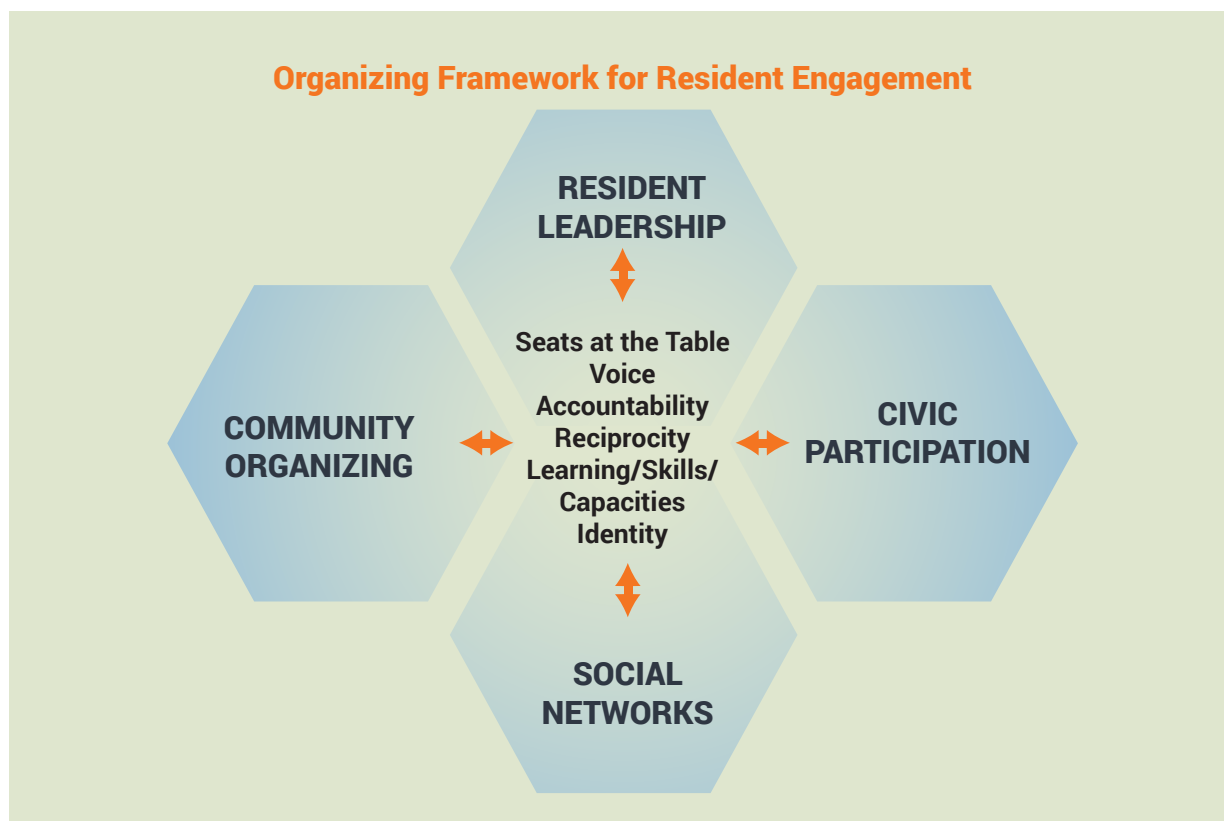 Organizing Framework for Resident Engagement
RESIDENT
LEADERSHIP
Seats at the Table
Voice
Accountability
Reciprocity
Learning/Skills/
Capacities
Identity
COMMUNITY
ORGANIZING
CIVIC
PARTICIPATION
SOCIAL
NETWORKS